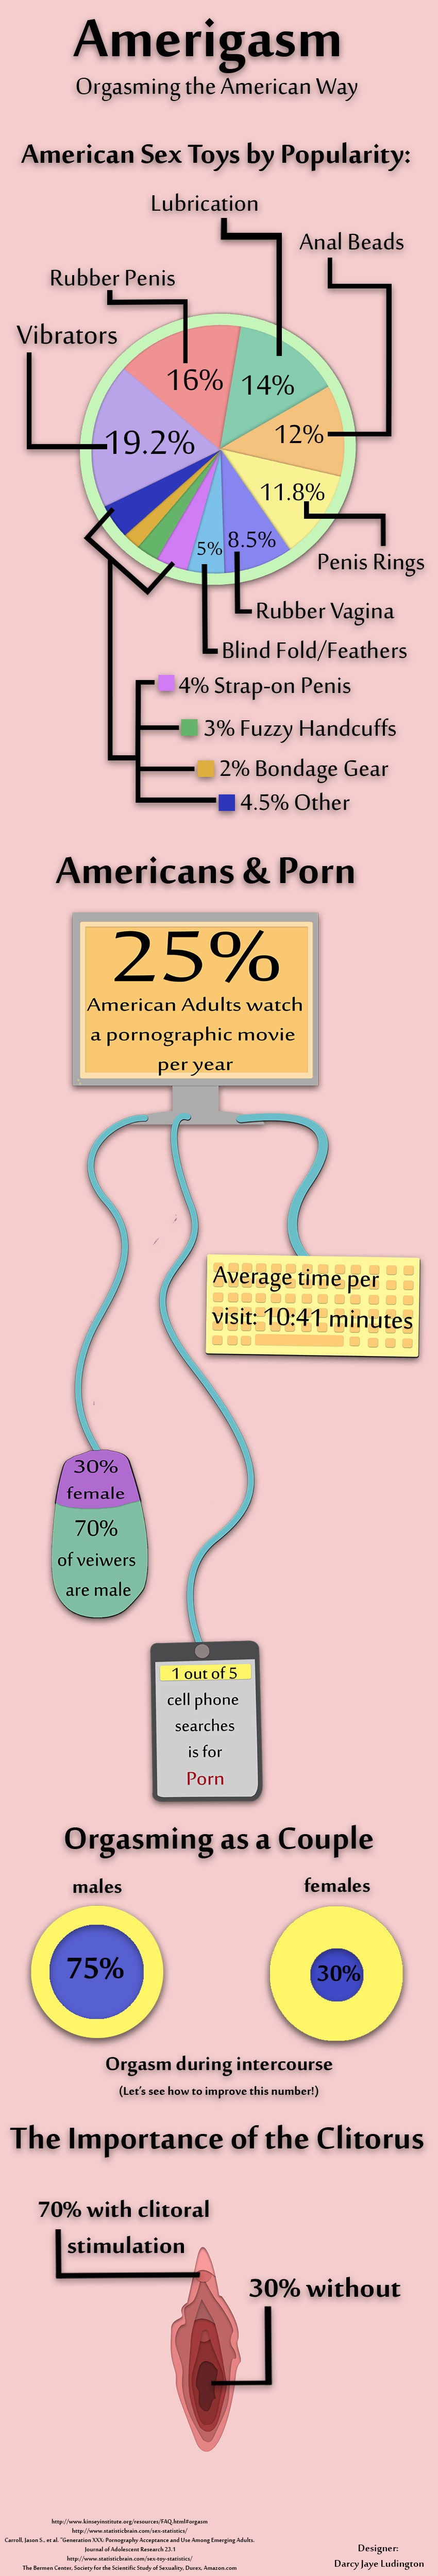 Amerigasm
Orgasming the American Way
American Sex Toys by Popularity:
Lubrication
Anal Beads
Rubber Penis
Vibrators
16%
14%
12%
19.2%
11.8%
8.5%
5%
Penis Rings
Rubber Vagina
Blind Fold/Feathers
4% Strap-on Penis
3% Fuzzy Handcuffs
2% Bondage Gear
4.5% Other
Americans & Porn
25%
American Adults watch
a pornographic movie
per year
Average time per
visit: 10:41 minutes
30%
female
70%
of veiwers
are male
1 out of 5
cell phone
searches
is for
Porn
Orgasming as a Couple
males
females
75%
30%
Orgasm during intercourse
(Let's see how to improve this number!)
The Importance of the Clitorus
70% with clitoral
stimulation
30% without
http://www.kinseyinstitute.org/resources/FAQ.html#orgasm
http://www.statisticbrain.com/sex-statistics/
Carroll, Jason S., et al. "Generation XXX: Pornography Acceptance and Use Among Emerging Adults.
Journal of Adolescent Research 23.1
http://www.statisticbrain.com/sex-toy-statistics/
The Bermen Center, Society for the Scientific Study of Sexuality, Durex, Amazon.com
Designer:
Darcy Jaye Ludington